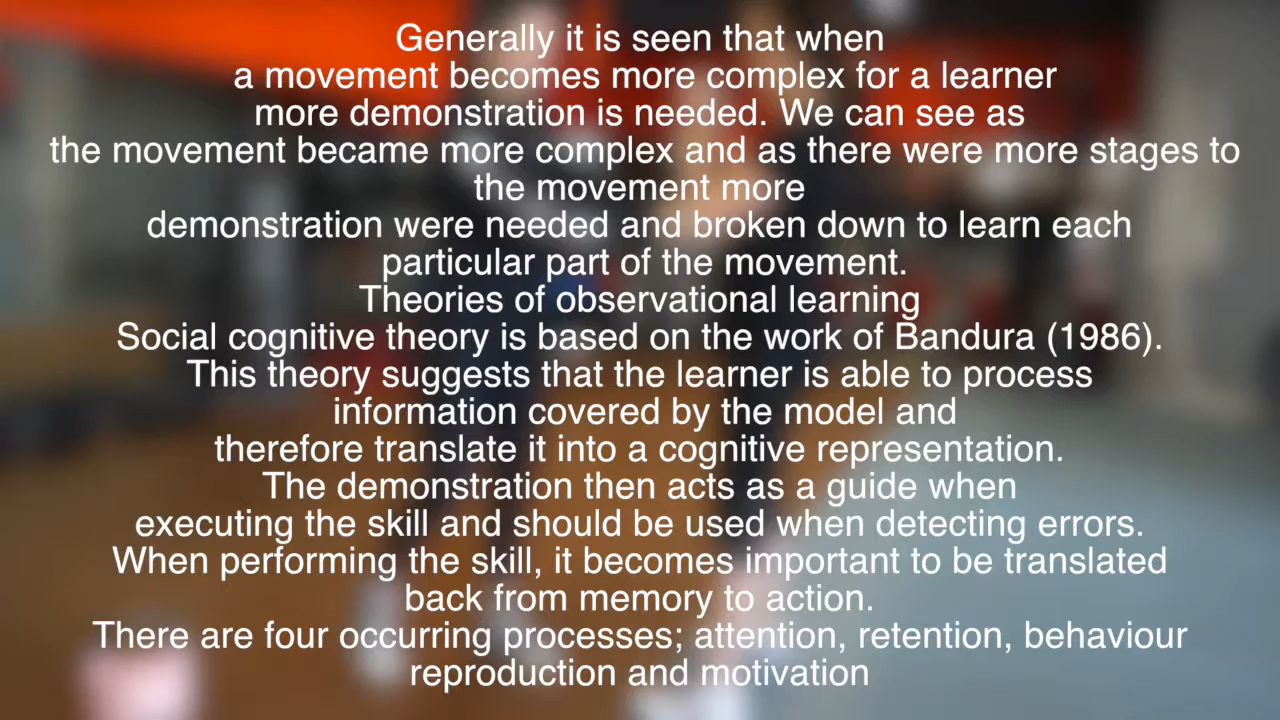 Generally it is seen that when
a movement becomes more complex for a learner
more demonstration is needed. We can see as
the movement became more complex and as there were more stages to
the movement more
demonstration were needed and broken down to learn each
particular part of the movement.
Theories of observational learning
Social cognitive theory is based on the work of Bandura (1986).
This theory suggests that the learner is able to process
information covered by the model and
therefore translate it into a cognitive representation.
The demonstration then acts as a guide when
executing the skill and should be used when detecting errors.
When performing the skill, it becomes important to be translated
back from memory to action.
There are four occurring processes; attention, retention, behaviour
reproduction and motivation